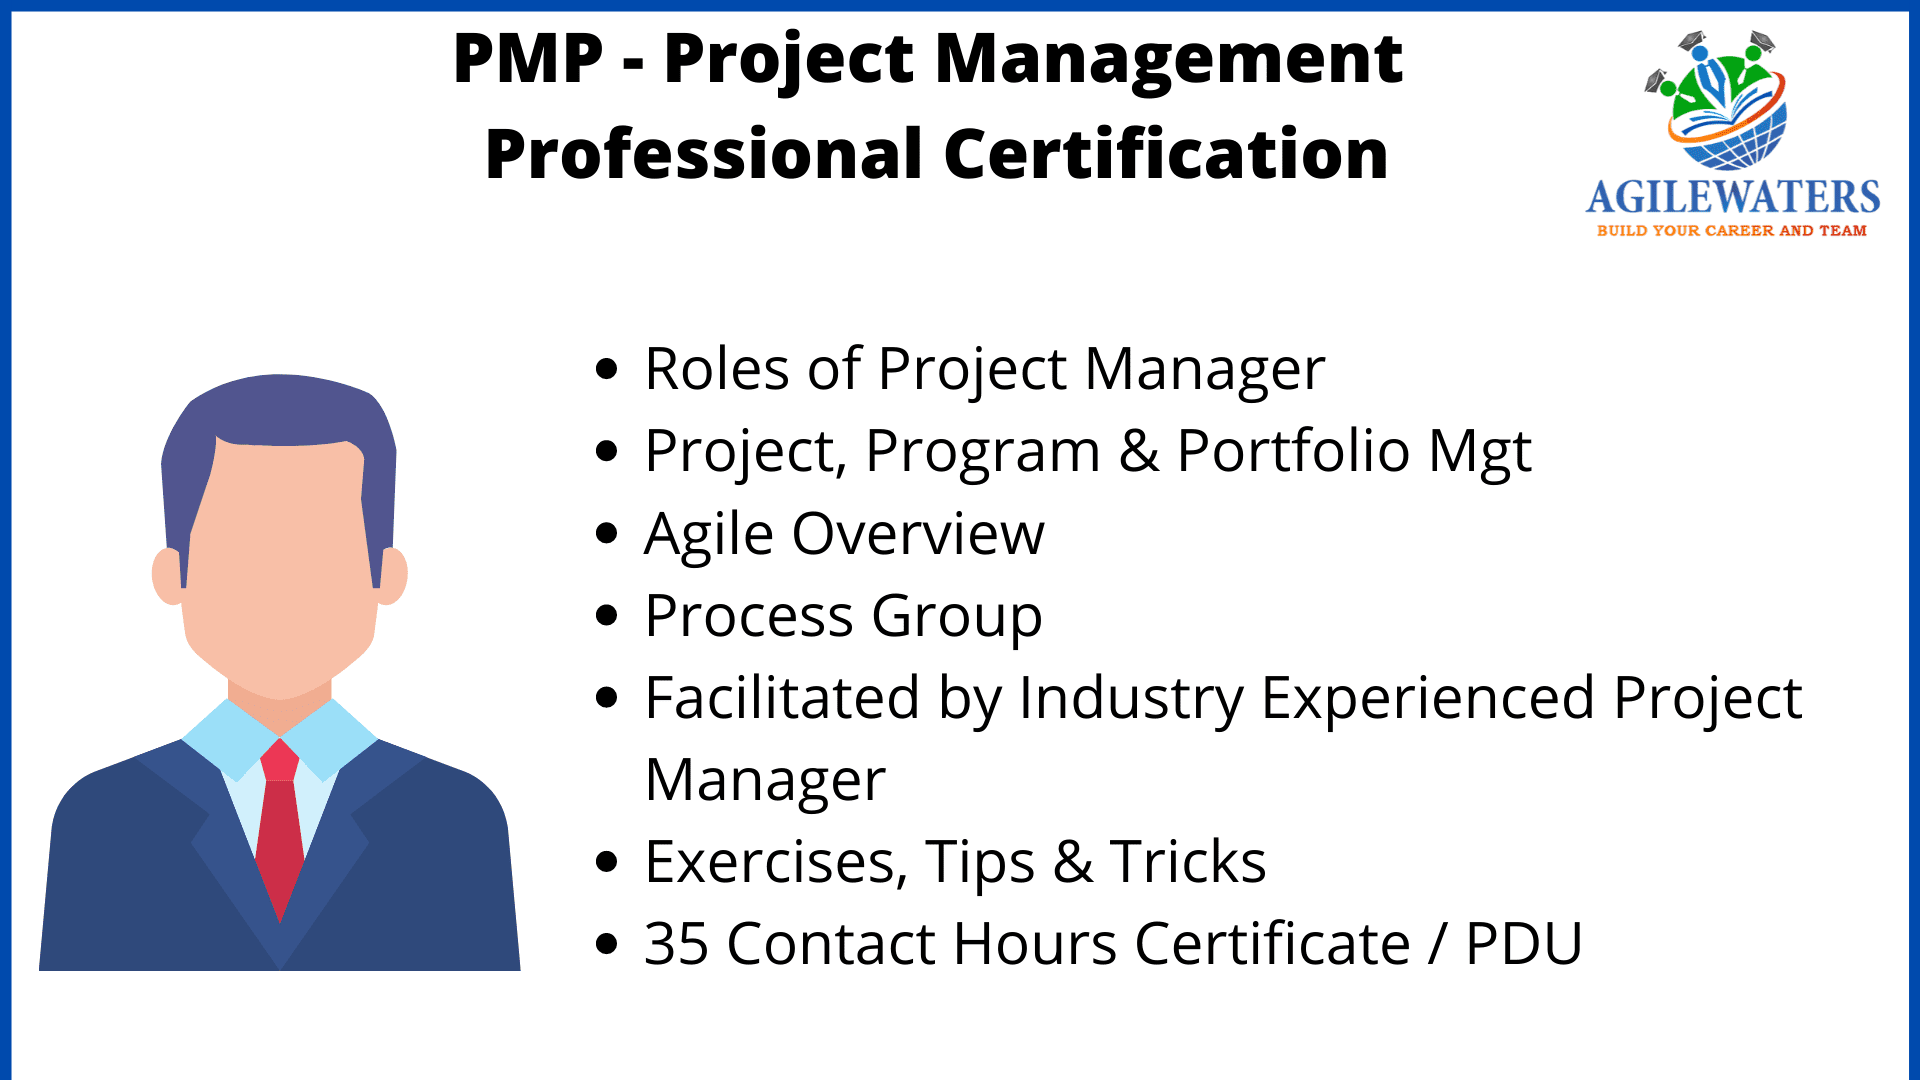 PMP - Project Management
Professional Certification
AGILEWATERS
BUILD YOUR CAREER AND TEAM
• Roles of Project Manager
• Project, Program & Portfolio Mgt
• Agile Overview
• Process Group
• Facilitated by Industry Experienced Project
Manager
• Exercises, Tips & Tricks
• 35 Contact Hours Certificate / PDU